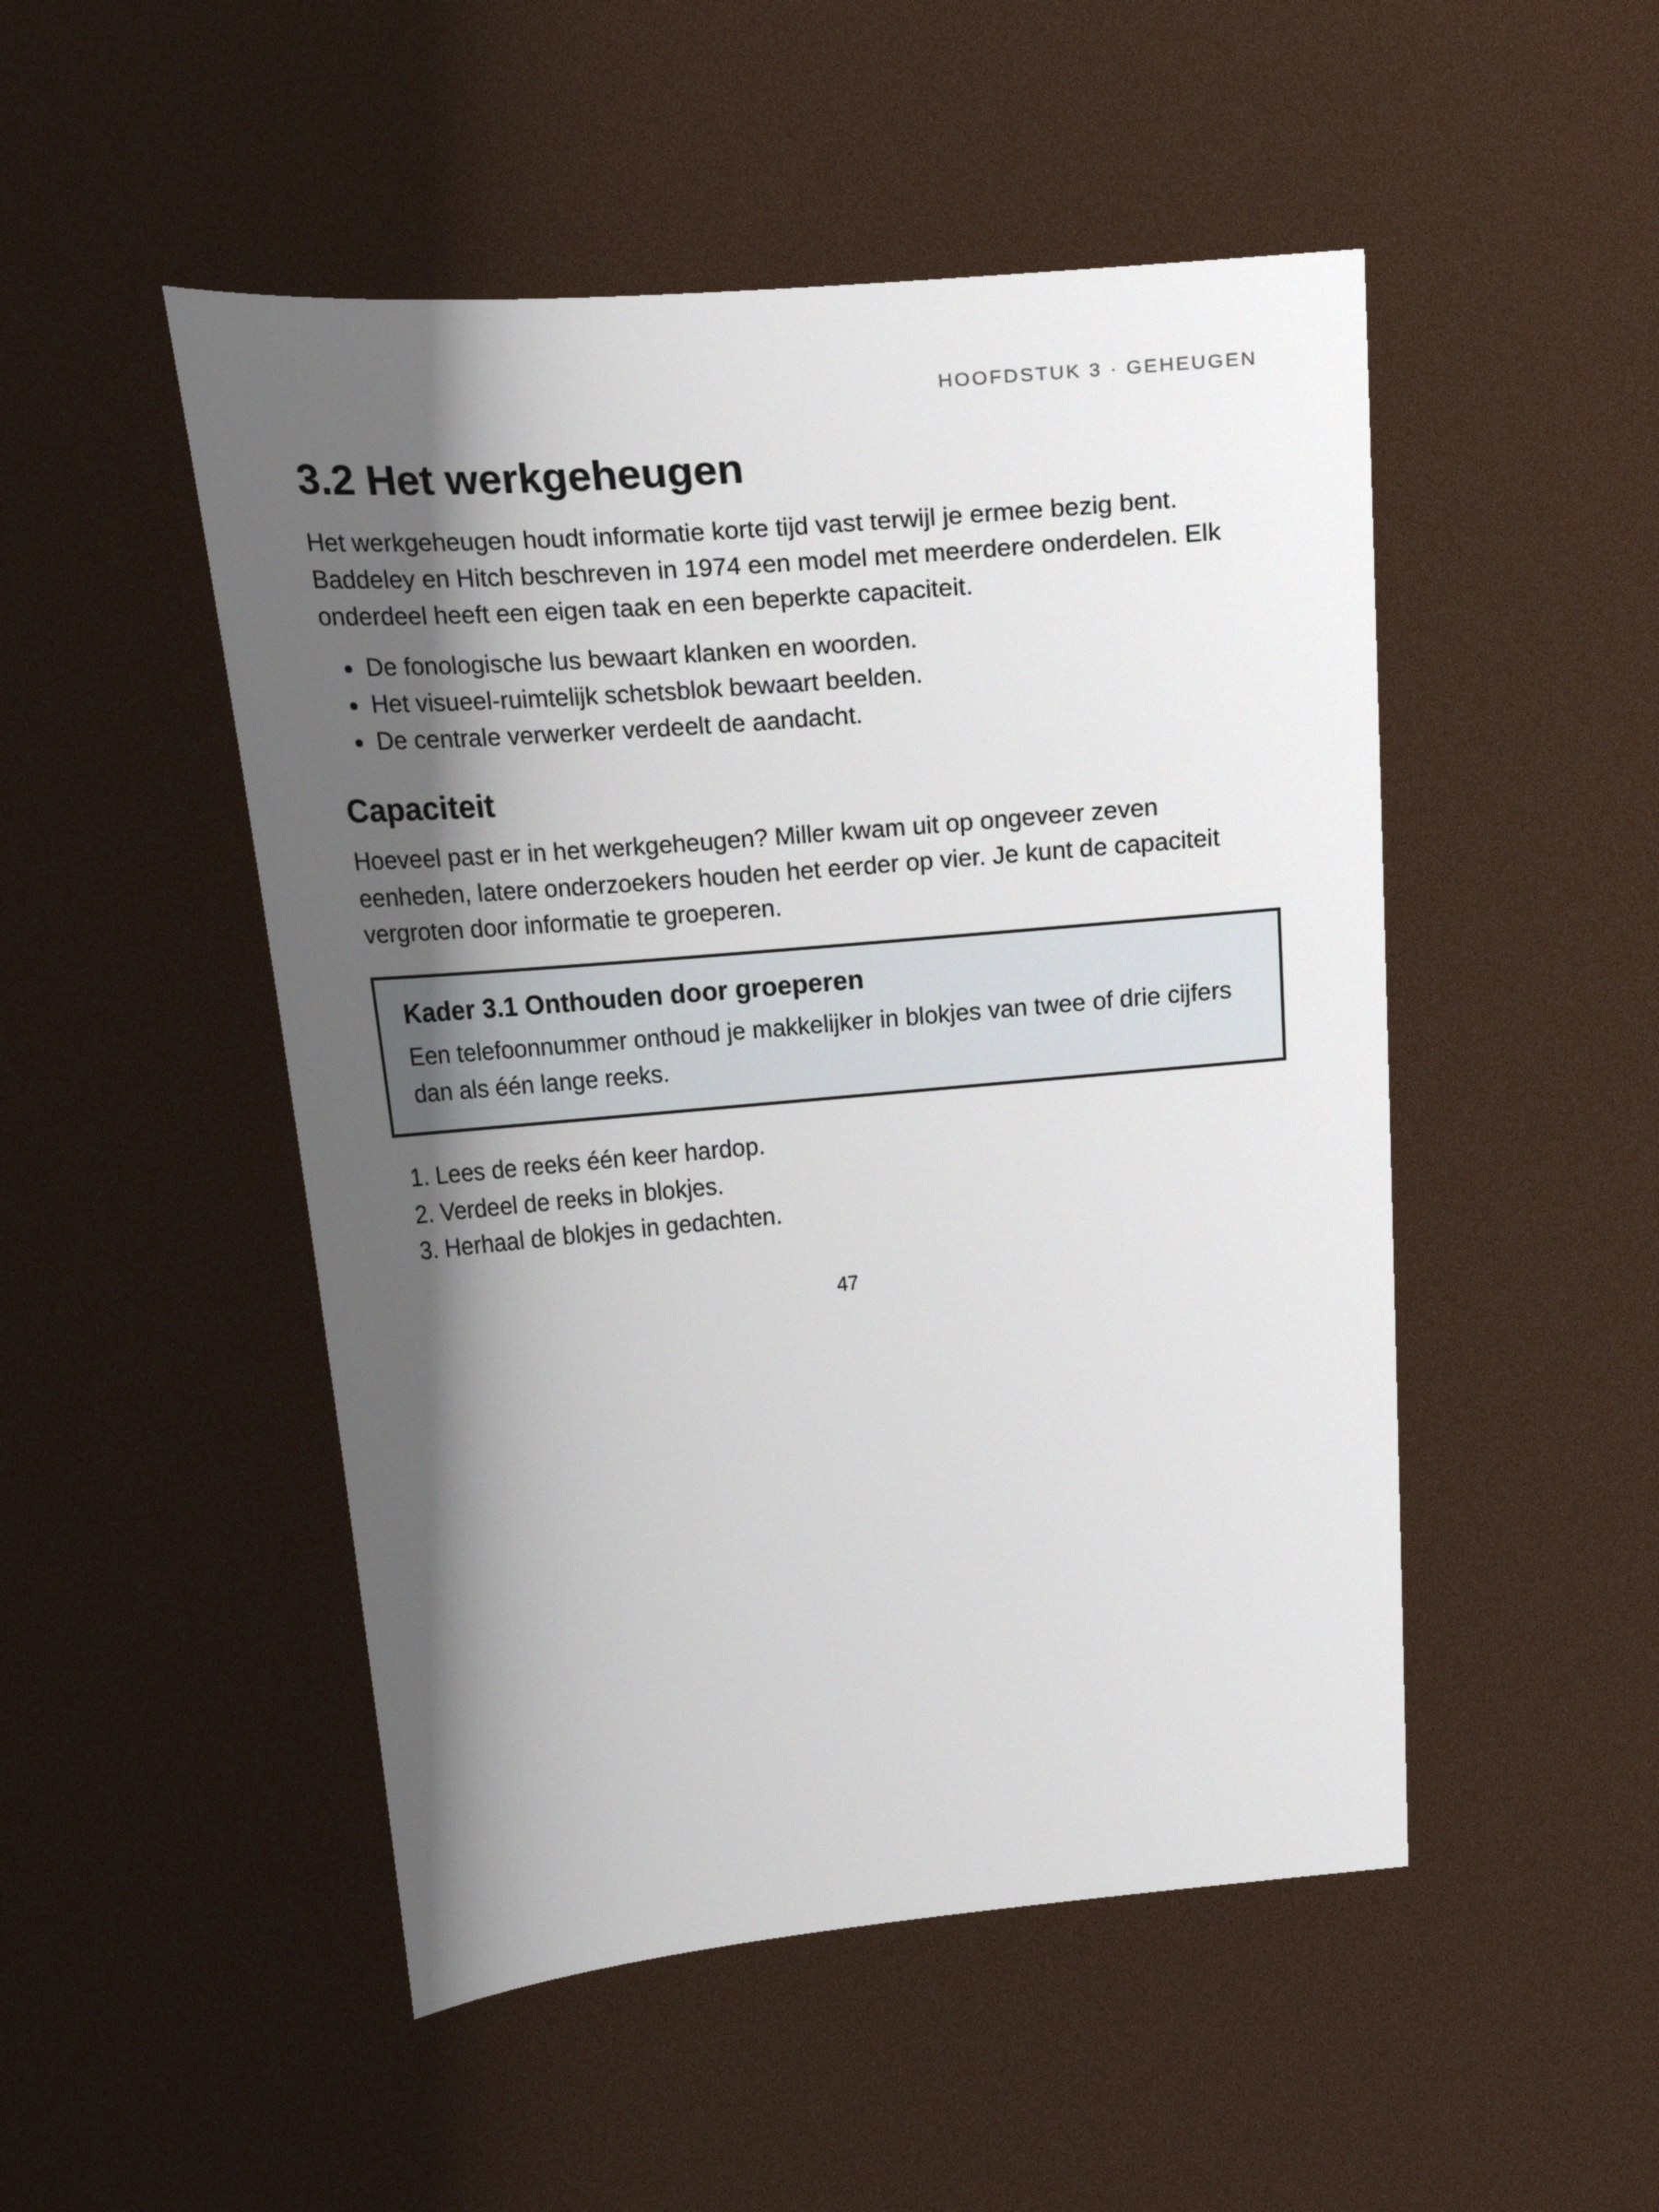 HOOFDSTUK 3 · GEHEUGEN
3.2 Het werkgeheugen
Het werkgeheugen houdt informatie korte tijd vast terwijl je ermee bezig bent.
Baddeley en Hitch beschreven in 1974 een model met meerdere onderdelen. Elk
onderdeel heeft een eigen taak en een beperkte capaciteit.
• De fonologische lus bewaart klanken en woorden.
• Het visueel-ruimtelijk schetsblok bewaart beelden.
• De centrale verwerker verdeelt de aandacht.
Capaciteit
Hoeveel past er in het werkgeheugen? Miller kwam uit op ongeveer zeven
eenheden, latere onderzoekers houden het eerder op vier. Je kunt de capaciteit
vergroten door informatie te groeperen.
Kader 3.1 Onthouden door groeperen
Een telefoonnummer onthoud je makkelijker in blokjes van twee of drie cijfers
dan als één lange reeks.
1. Lees de reeks één keer hardop.
2. Verdeel de reeks in blokjes.
3. Herhaal de blokjes in gedachten.
47